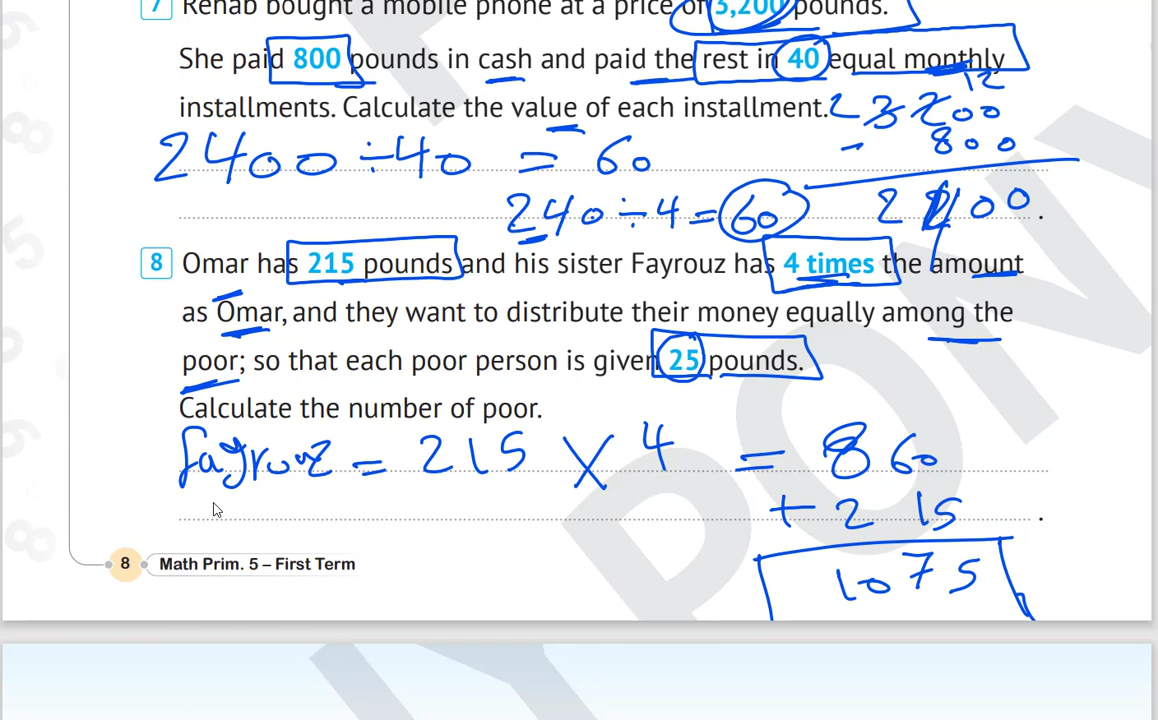 7 Rehab bought a mobile phone at a price of 3,200 pounds.
She paid 800 pounds in cash and paid the rest in 40 equal monthly
installments. Calculate the value of each installment.
12
2 3 200
- 800
2400
2400 ÷ 40 = 60
240 ÷ 4 = 60
8 Omar has 215 pounds and his sister Fayrouz has 4 times the amount
as Omar, and they want to distribute their money equally among the
poor; so that each poor person is given 25 pounds.
Calculate the number of poor.
fayrouz = 215 X 4 = 860
+ 215
1075
8 Math Prim. 5 – First Term